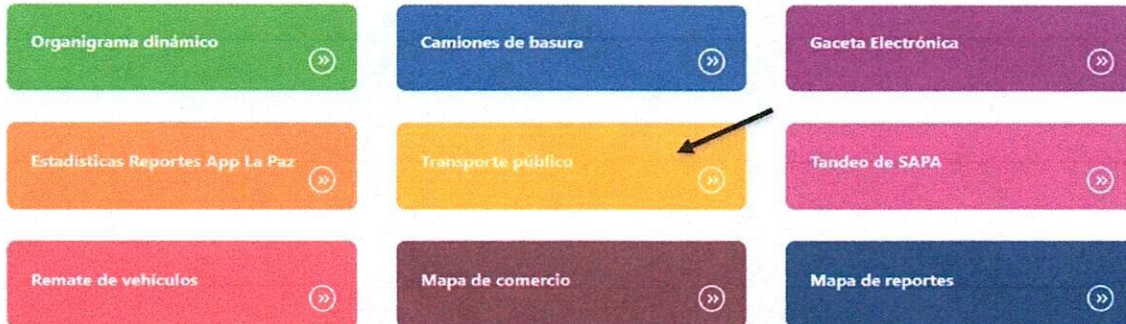 Organigrama dinámico
Camiones de basura
Gaceta Electrónica
Estadísticas Reportes App La Paz
Transporte público
Tandeo de SAPA
Remate de vehículos
Mapa de comercio
Mapa de reportes